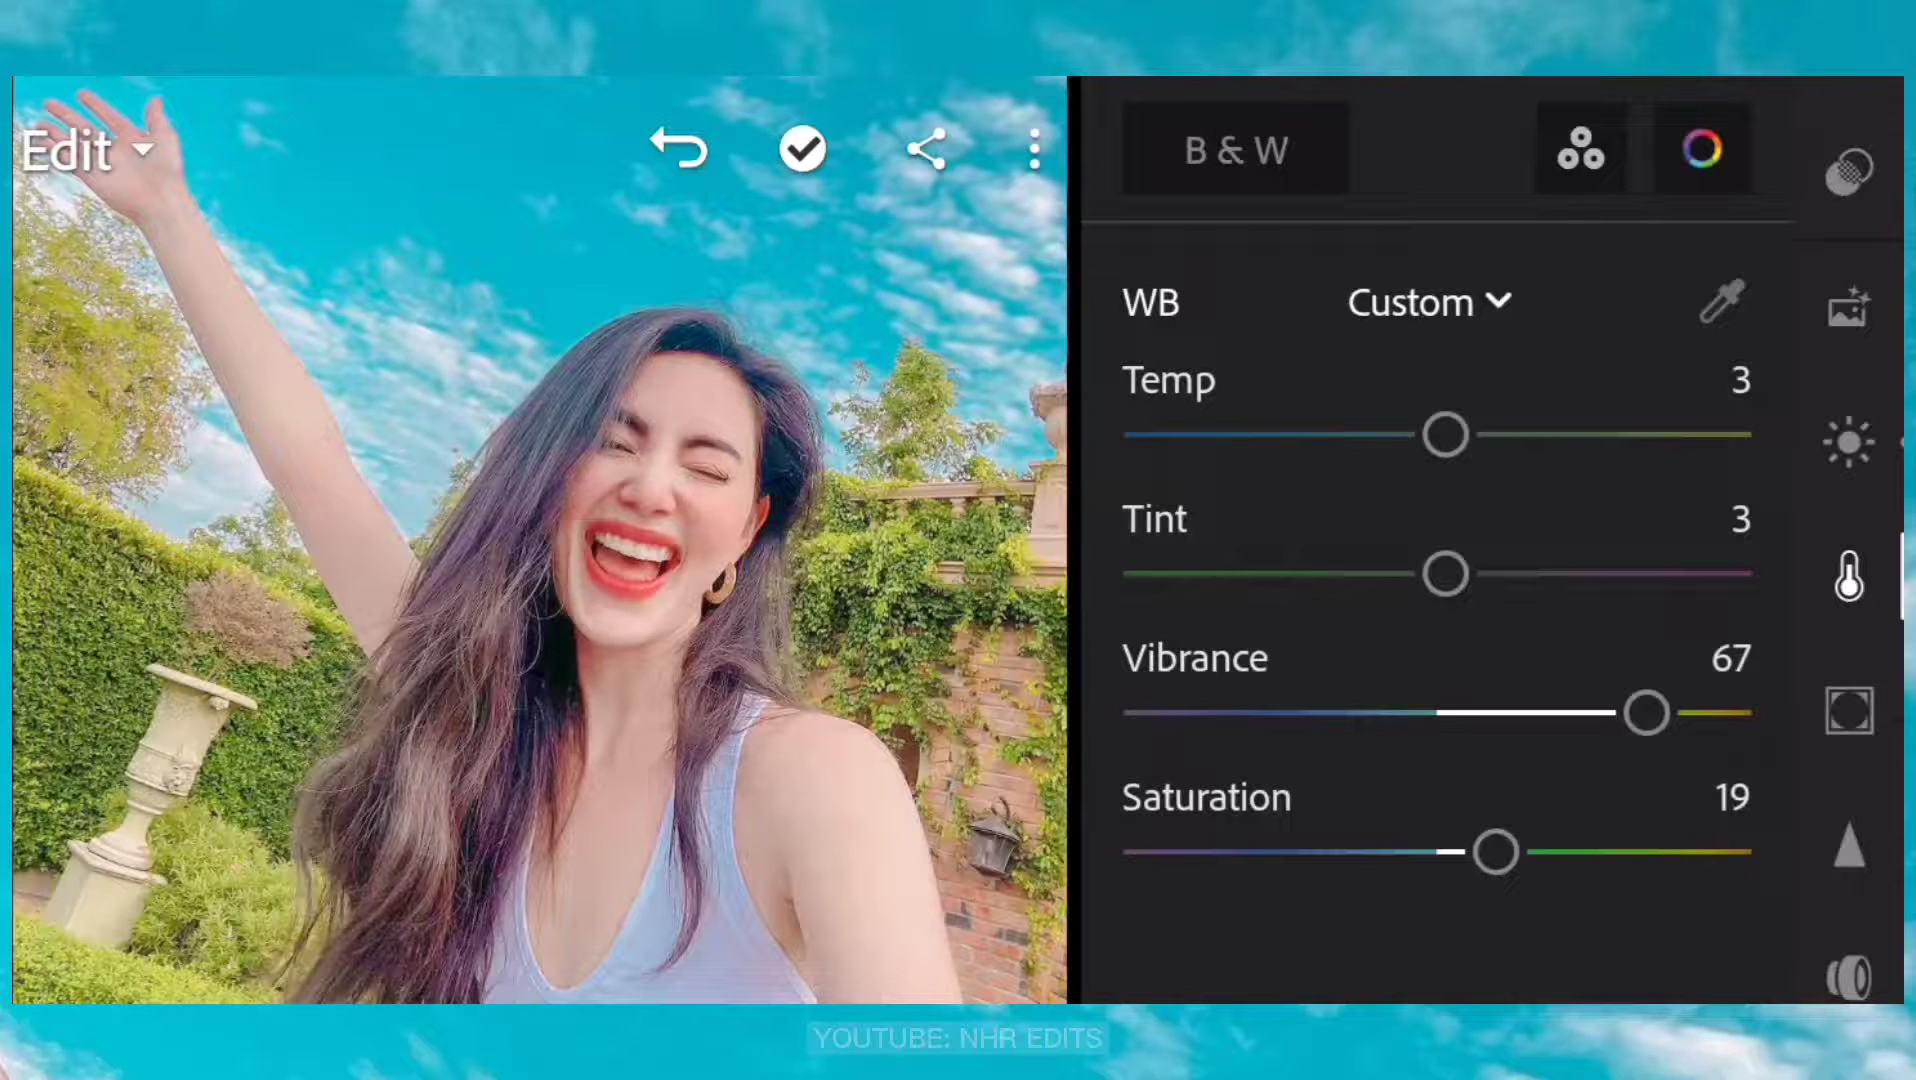 Edit
B & W
WB Custom
Temp 3
Tint 3
Vibrance 67
Saturation 19
YOUTUBE: NHR EDITS